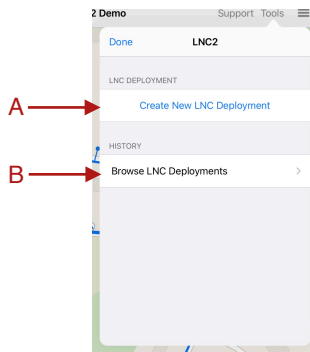 2 Demo Support Tools
Done LNC2
LNC DEPLOYMENT
A Create New LNC Deployment
HISTORY
B Browse LNC Deployments